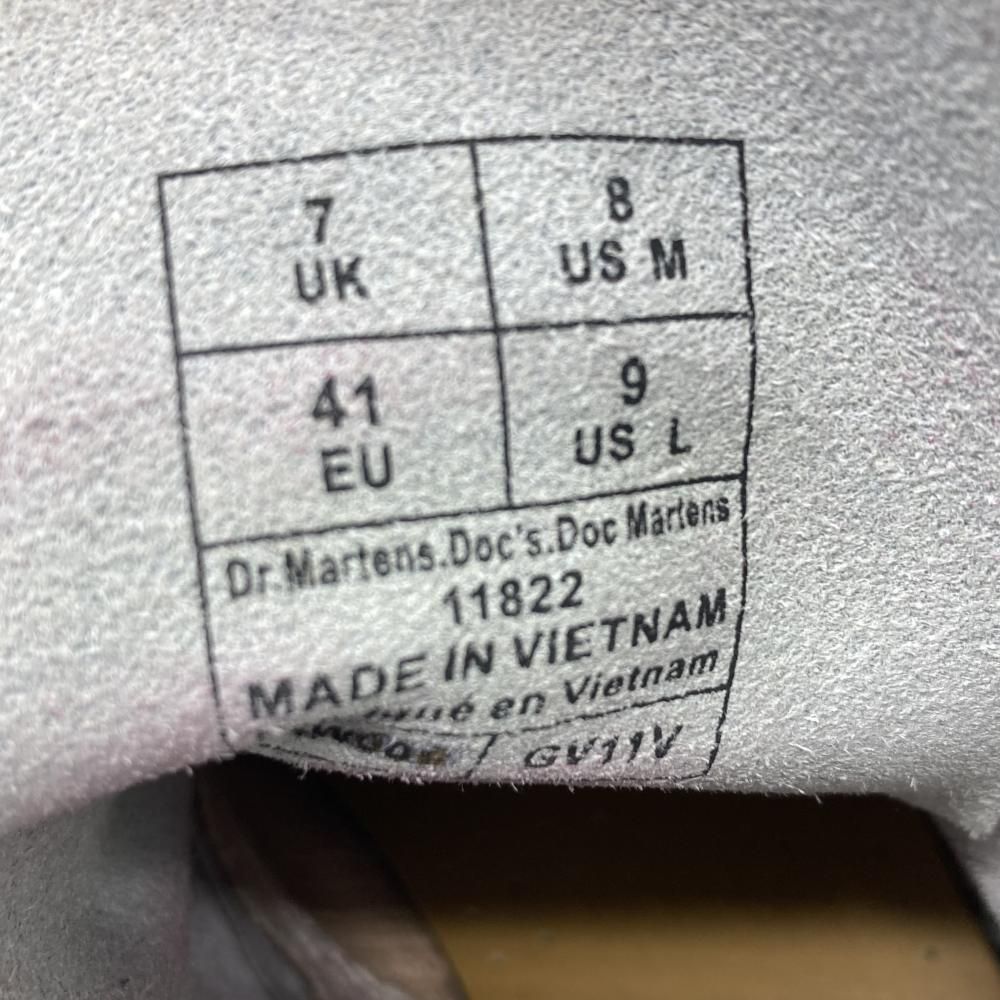 7
UK
8
US M
41
EU
9
US L
Dr.Martens.Doc's.Doc Martens
11822
MADE IN VIETNAM
en Vietnam
GV11V